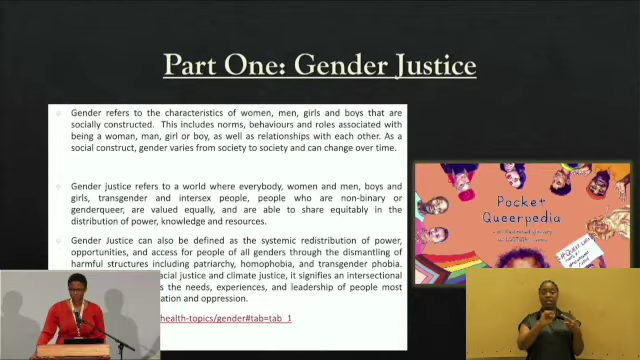 Part One: Gender Justice
Gender refers to the characteristics of women, men, girls and boys that are
socially constructed. This includes norms, behaviours and roles associated with
being a woman, man, girl or boy, as well as relationships with each other. As a
social construct, gender varies from society to society and can change over time.
Gender justice refers to a world where everybody, women and men, boys and
girls, transgender and intersex people, people who are non-binary or
genderqueer, are valued equally, and are able to share equitably in the
distribution of power, knowledge and resources.
Gender Justice can also be defined as the systemic redistribution of power,
opportunities, and access for people of all genders through the dismantling of
harmful structures including patriarchy, homophobia, and transgender phobia.
acial justice and climate justice, it signifies an intersectional
s the needs, experiences, and leadership of people most
ation and oppression.
health-topics/gender#tab=tab_1
Pocket
Queerpedia